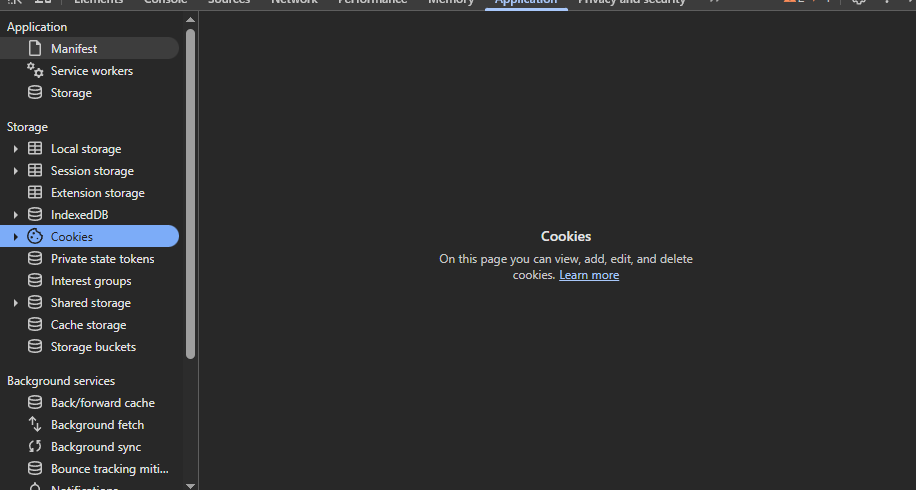 Elements Console Sources Network Performance Memory Application Privacy and security
Application
Manifest
Service workers
Storage
Storage
Local storage
Session storage
Extension storage
IndexedDB
Cookies
Private state tokens
Interest groups
Shared storage
Cache storage
Storage buckets
Background services
Back/forward cache
Background fetch
Background sync
Bounce tracking miti...
Notifications
Cookies
On this page you can view, add, edit, and delete
cookies. Learn more